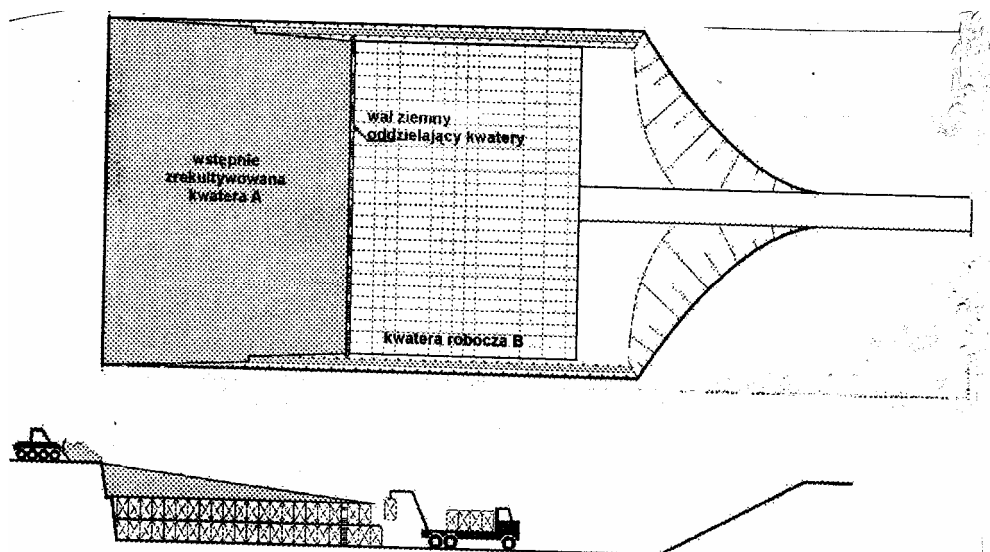 wał ziemny
oddzielający kwatery
wstępnie
zrekultywowana
kwatera A
kwatera robocza B